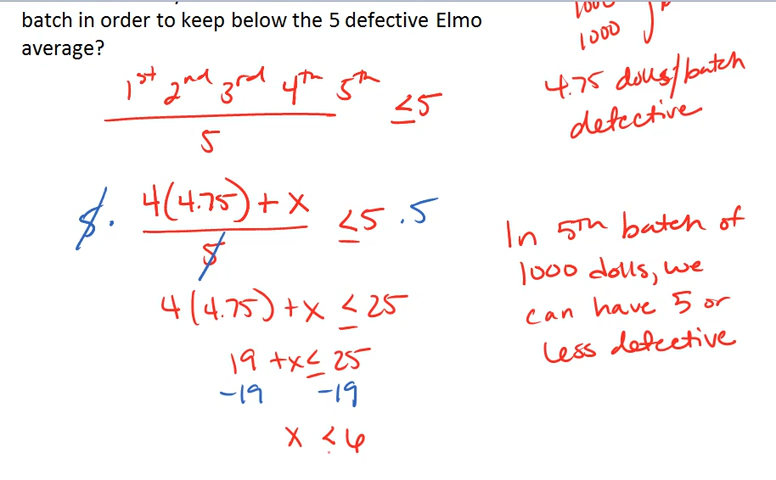 batch in order to keep below the 5 defective Elmo
average?
1000
4.75 dolls/batch
defective
1st 2nd 3rd 4th 5th ≤5
5
5. 4(4.75)+x ≤5 .5
5
4(4.75)+x ≤25
19 +x≤ 25
-19 -19
x < 6
In 5th batch of
1000 dolls, we
can have 5 or
less defective